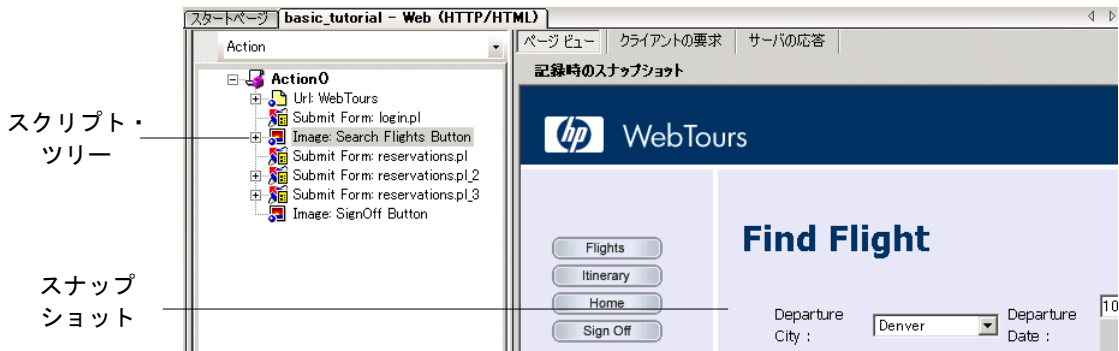 スタートページ basic_tutorial - Web (HTTP/HTML)
Action
ページ ビュー クライアントの要求 サーバの応答
記録時のスナップショット
Action()
Url: WebTours
Submit Form: login.pl
Image: Search Flights Button
Submit Form: reservations.pl
Submit Form: reservations.pl_2
Submit Form: reservations.pl_3
Image: SignOff Button
スクリプト・
ツリー
スナップ
ショット
hp WebTours
Flights
Itinerary
Home
Sign Off
Find Flight
Departure
City :
Denver
Departure
Date :
10